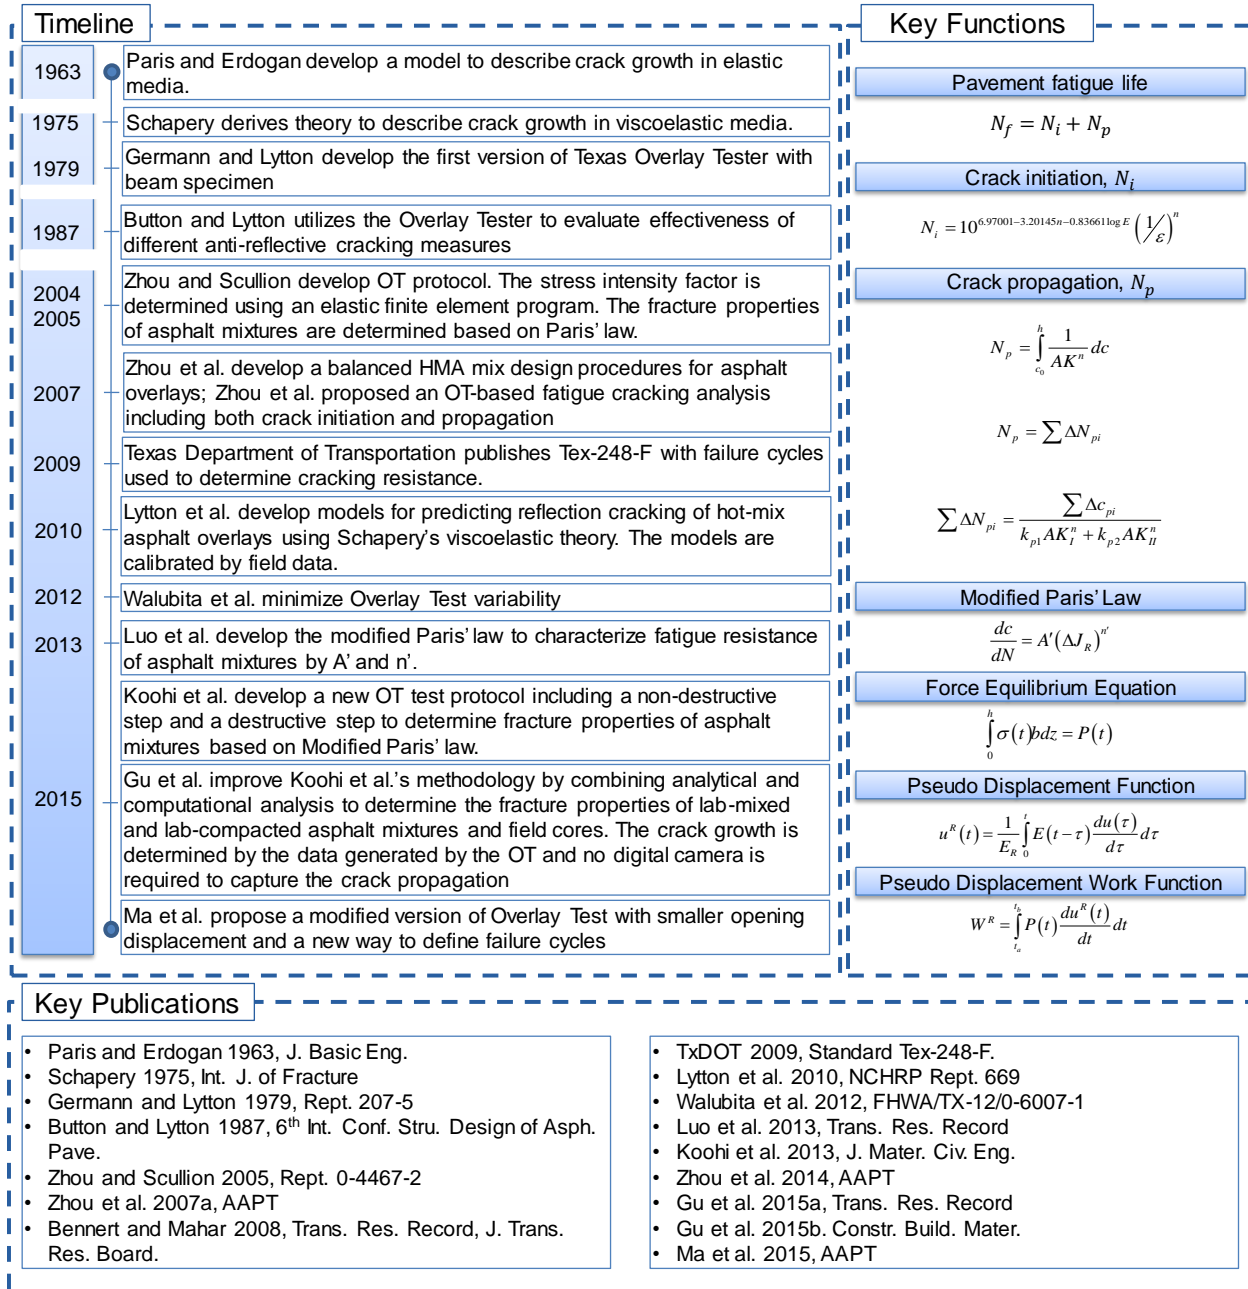 Timeline
1963
Paris and Erdogan develop a model to describe crack growth in elastic
media.
1975
Schapery derives theory to describe crack growth in viscoelastic media.
1979
Germann and Lytton develop the first version of Texas Overlay Tester with
beam specimen
1987
Button and Lytton utilizes the Overlay Tester to evaluate effectiveness of
different anti-reflective cracking measures
2004
2005
Zhou and Scullion develop OT protocol. The stress intensity factor is
determined using an elastic finite element program. The fracture properties
of asphalt mixtures are determined based on Paris' law.
2007
Zhou et al. develop a balanced HMA mix design procedures for asphalt
overlays; Zhou et al. proposed an OT-based fatigue cracking analysis
including both crack initiation and propagation
2009
Texas Department of Transportation publishes Tex-248-F with failure cycles
used to determine cracking resistance.
2010
Lytton et al. develop models for predicting reflection cracking of hot-mix
asphalt overlays using Schapery's viscoelastic theory. The models are
calibrated by field data.
2012
Walubita et al. minimize Overlay Test variability
2013
Luo et al. develop the modified Paris' law to characterize fatigue resistance
of asphalt mixtures by A' and n'.
2015
Koohi et al. develop a new OT test protocol including a non-destructive
step and a destructive step to determine fracture properties of asphalt
mixtures based on Modified Paris' law.
Gu et al. improve Koohi et al.'s methodology by combining analytical and
computational analysis to determine the fracture properties of lab-mixed
and lab-compacted asphalt mixtures and field cores. The crack growth is
determined by the data generated by the OT and no digital camera is
required to capture the crack propagation
Ma et al. propose a modified version of Overlay Test with smaller opening
displacement and a new way to define failure cycles
Key Functions
Pavement fatigue life
N_f = N_i + N_p
Crack initiation, N_i
N_i = 10^{6.97001-3.20145n-0.83661 log E} (1/ε)^n
Crack propagation, N_p
N_p = ∫_{c_0}^{h} \frac{1}{AK^n} dc
N_p = ∑ΔN_{pi}
∑ΔN_{pi} = \frac{∑Δc_{pi}}{k_{p1}AK_I^n + k_{p2}AK_{II}^n}
Modified Paris' Law
\frac{dc}{dN} = A'(ΔJ_R)^{n'}
Force Equilibrium Equation
∫_0^h σ(t)bdz = P(t)
Pseudo Displacement Function
u^R(t) = \frac{1}{E_R} ∫_0^t E(t-τ) \frac{du(τ)}{dτ} dτ
Pseudo Displacement Work Function
W^R = ∫_{t_a}^{t_b} P(t) \frac{du^R(t)}{dt} dt
Key Publications
• Paris and Erdogan 1963, J. Basic Eng.
• Schapery 1975, Int. J. of Fracture
• Germann and Lytton 1979, Rept. 207-5
• Button and Lytton 1987, 6th Int. Conf. Stru. Design of Asph.
Pave.
• Zhou and Scullion 2005, Rept. 0-4467-2
• Zhou et al. 2007a, AAPT
• Bennert and Mahar 2008, Trans. Res. Record, J. Trans.
Res. Board.
• TxDOT 2009, Standard Tex-248-F.
• Lytton et al. 2010, NCHRP Rept. 669
• Walubita et al. 2012, FHWA/TX-12/0-6007-1
• Luo et al. 2013, Trans. Res. Record
• Koohi et al. 2013, J. Mater. Civ. Eng.
• Zhou et al. 2014, AAPT
• Gu et al. 2015a, Trans. Res. Record
• Gu et al. 2015b. Constr. Build. Mater.
• Ma et al. 2015, AAPT